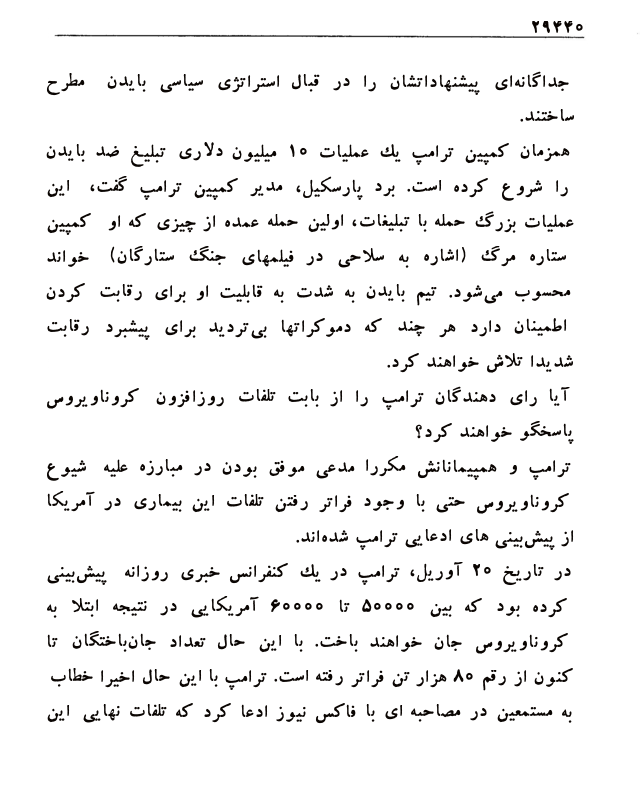 ۲۹۴۴۰
جداگانه‌ای پیشنهاداتشان را در قبال استراتژی سیاسی بایدن مطرح
ساختند.
همزمان کمپین ترامپ یك عملیات ۱۰ میلیون دلاری تبلیغ ضد بایدن
را شروع کرده است. برد پارسکیل، مدیر کمپین ترامپ گفت، این
عملیات بزرگ حمله با تبلیغات، اولین حمله عمده از چیزی که او کمپین
ستاره مرگ (اشاره به سلاحی در فیلمهای جنگ ستارگان) خواند
محسوب می‌شود. تیم بایدن به شدت به قابلیت او برای رقابت کردن
اطمینان دارد هر چند که دموکراتها بی‌تردید برای پیشبرد رقابت
شدیدا تلاش خواهند کرد.
آیا رای دهندگان ترامپ را از بابت تلفات روزافزون کروناویروس
پاسخگو خواهند کرد؟
ترامپ و همپیمانانش مکررا مدعی موفق بودن در مبارزه علیه شیوع
کروناویروس حتی با وجود فراتر رفتن تلفات این بیماری در آمریکا
از پیش‌بینی های ادعایی ترامپ شده‌اند.
در تاریخ ۲۰ آوریل، ترامپ در یك کنفرانس خبری روزانه پیش‌بینی
کرده بود که بین ۵۰۰۰۰ تا ۶۰۰۰۰ آمریکایی در نتیجه ابتلا به
کروناویروس جان خواهند باخت. با این حال تعداد جان‌باختگان تا
کنون از رقم ۸۰ هزار تن فراتر رفته است. ترامپ با این حال اخیرا خطاب
به مستمعین در مصاحبه ای با فاکس نیوز ادعا کرد که تلفات نهایی این